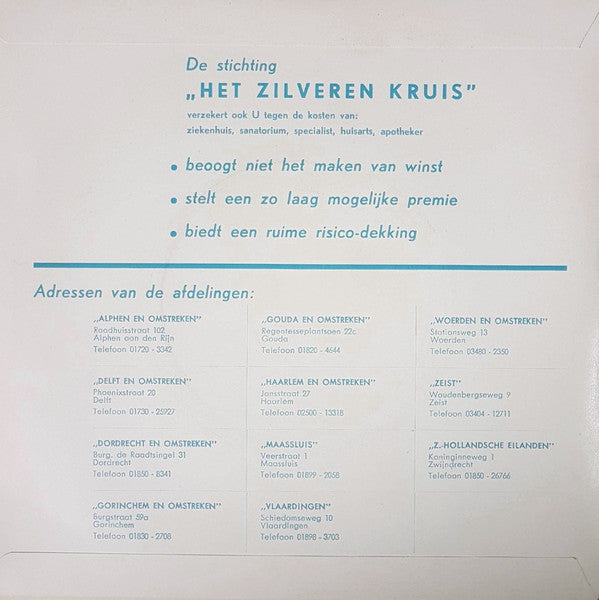 De stichting
„HET ZILVEREN KRUIS”
verzekert ook U tegen de kosten van:
ziekenhuis, sanatorium, specialist, huisarts, apotheker
• beoogt niet het maken van winst
• stelt een zo laag mogelijke premie
• biedt een ruime risico-dekking
Adressen van de afdelingen:
„ALPHEN EN OMSTREKEN”
Raadhuisstraat 102
Alphen aan den Rijn
Telefoon 01720 - 3342
„GOUDA EN OMSTREKEN”
Regentesseplantsoen 22c
Gouda
Telefoon 01820 - 4644
„WOERDEN EN OMSTREKEN”
Stationsweg 13
Woerden
Telefoon 03480 - 2350
„DELFT EN OMSTREKEN”
Phoenixstraat 20
Delft
Telefoon 01730 - 25927
„HAARLEM EN OMSTREKEN”
Jansstraat 27
Haarlem
Telefoon 02500 - 13318
„ZEIST”
Woudenbergseweg 9
Zeist
Telefoon 03404 - 12711
„DORDRECHT EN OMSTREKEN”
Burg. de Raadtsingel 31
Dordrecht
Telefoon 01850 - 8341
„MAASSLUIS”
Veerstraat 1
Maassluis
Telefoon 01899 - 2058
„Z.-HOLLANDSCHE EILANDEN”
Koninginneweg 1
Zwijndrecht
Telefoon 01850 - 26766
„GORINCHEM EN OMSTREKEN”
Burgstraat 59a
Gorinchem
Telefoon 01830 - 2708
„VLAARDINGEN”
Schiedamseweg 10
Vlaardingen
Telefoon 01898 - 3703